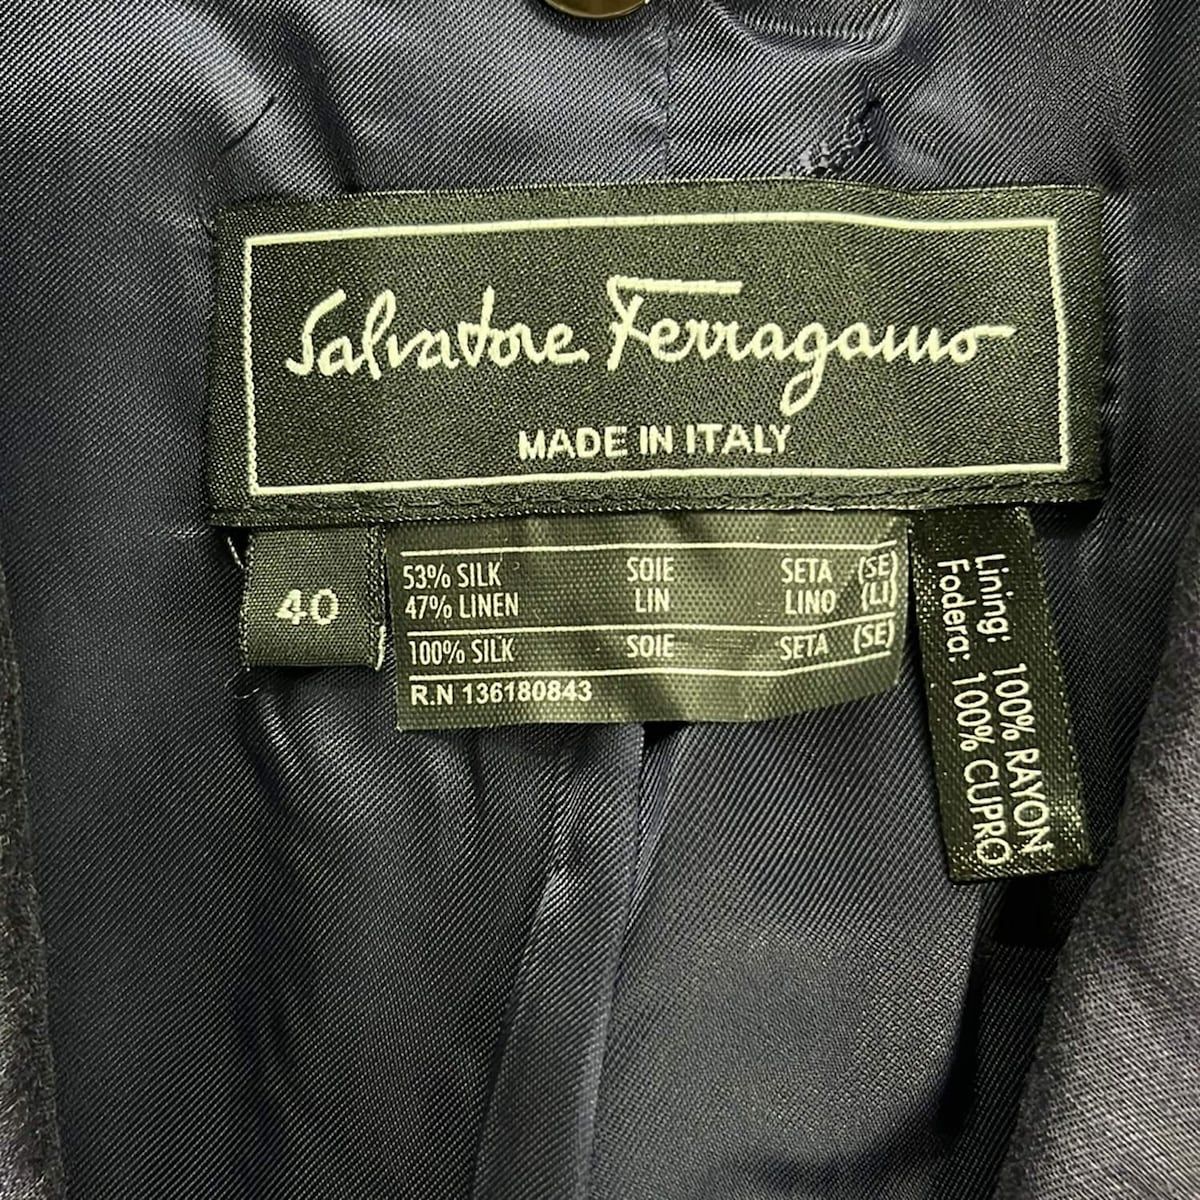 Salvatore Ferragamo
MADE IN ITALY
40
53% SILK SOIE SETA (SE)
47% LINEN LIN LINO (LI)
100% SILK SOIE SETA (SE)
R.N 136180843
Lining: 100% RAYON
Fodera: 100% CUPRO